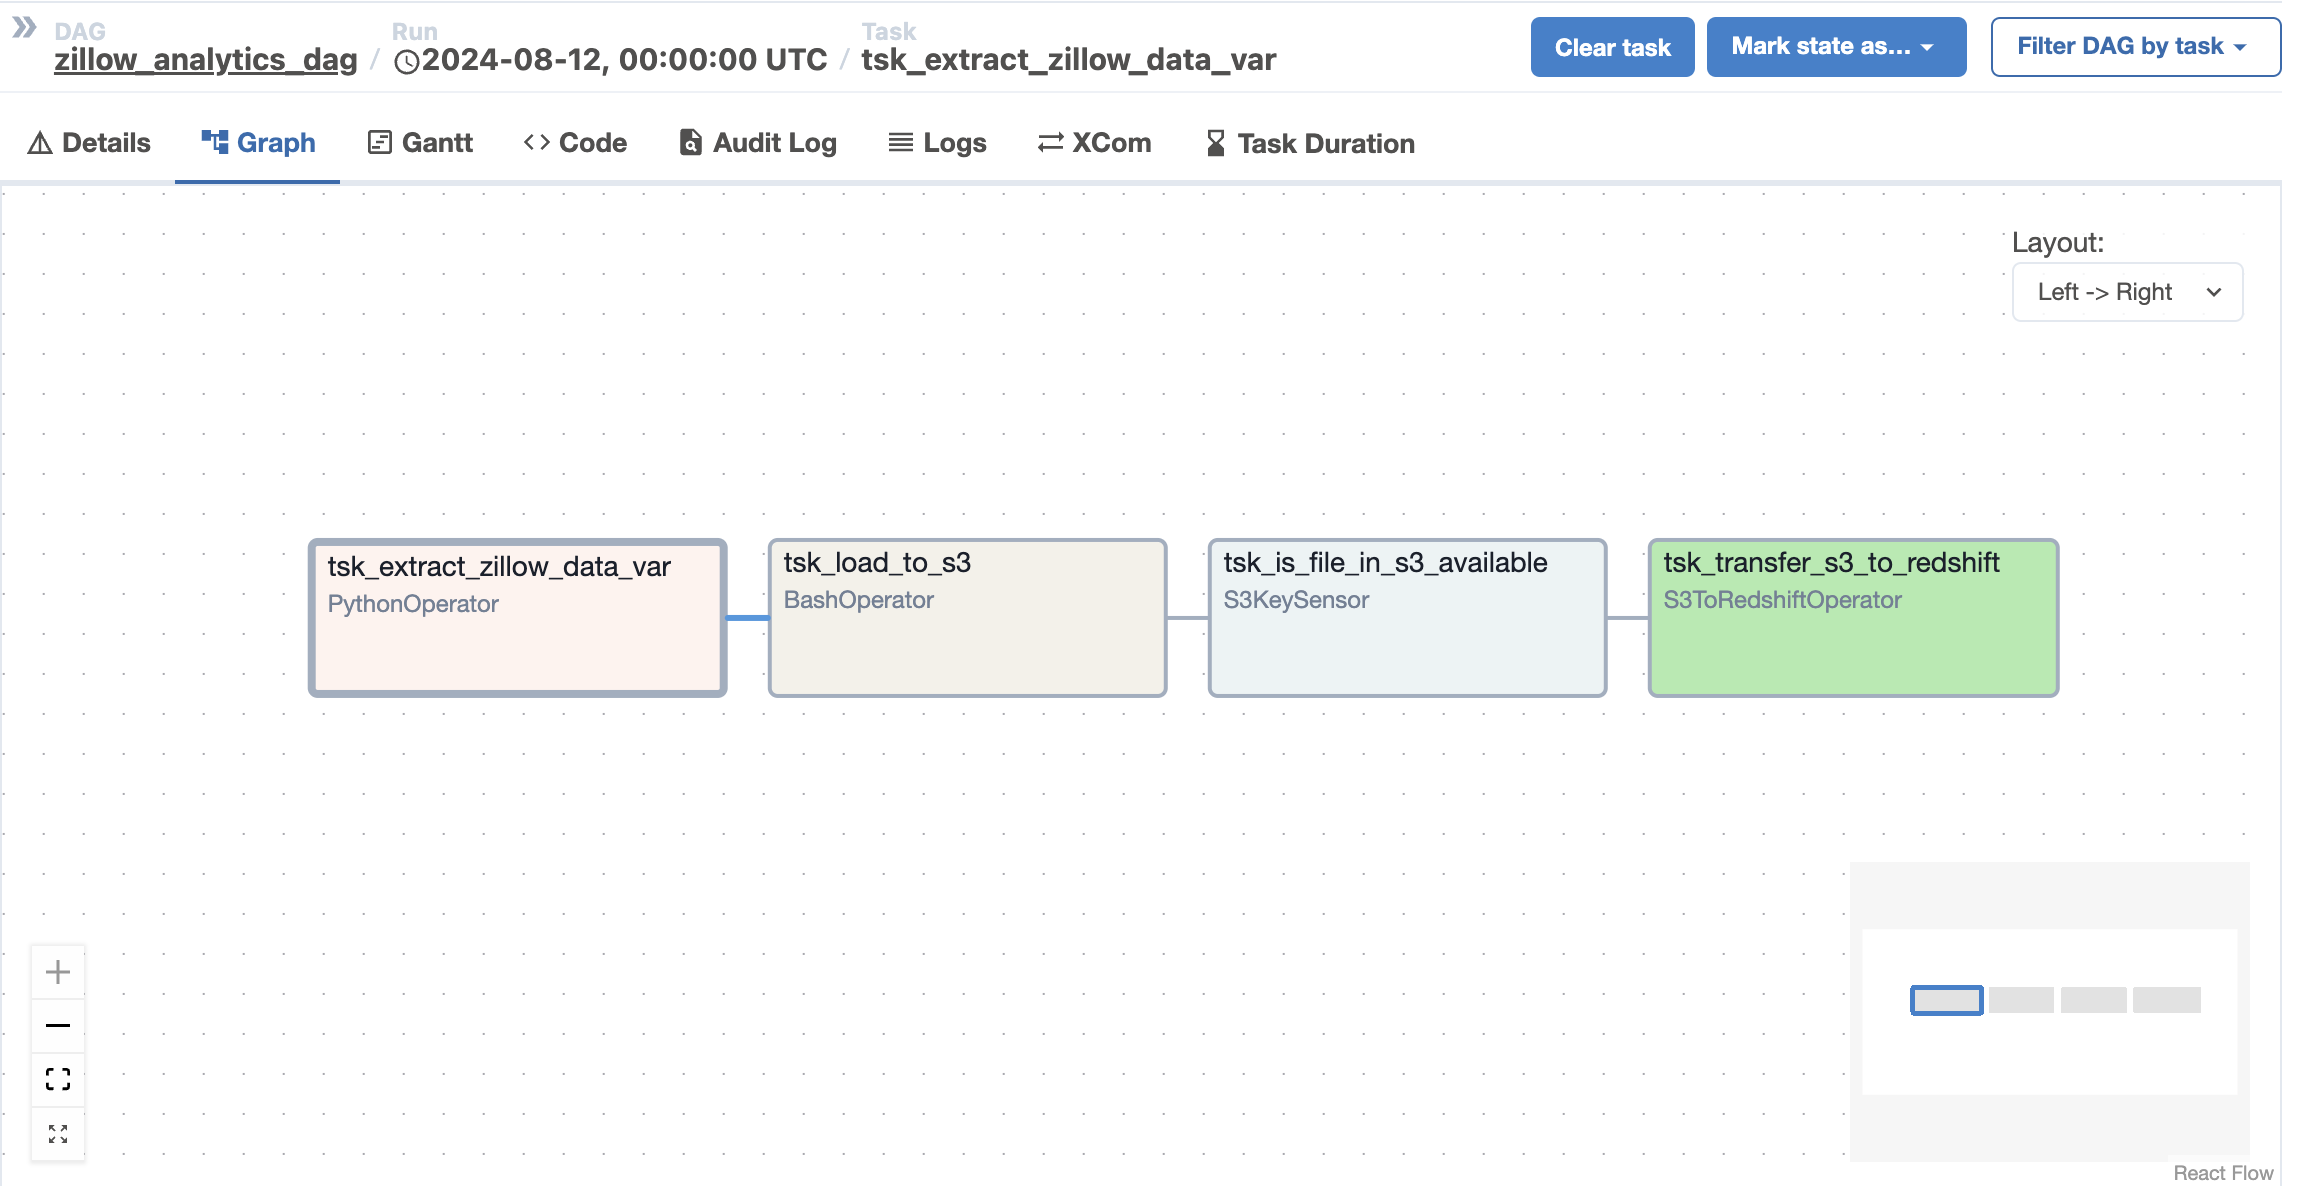 DAG
zillow_analytics_dag
/
Run
2024-08-12, 00:00:00 UTC
/
Task
tsk_extract_zillow_data_var
Clear task
Mark state as...
Filter DAG by task
Details
Graph
Gantt
Code
Audit Log
Logs
XCom
Task Duration
Layout:
Left -> Right
tsk_extract_zillow_data_var
PythonOperator
tsk_load_to_s3
BashOperator
tsk_is_file_in_s3_available
S3KeySensor
tsk_transfer_s3_to_redshift
S3ToRedshiftOperator
React Flow